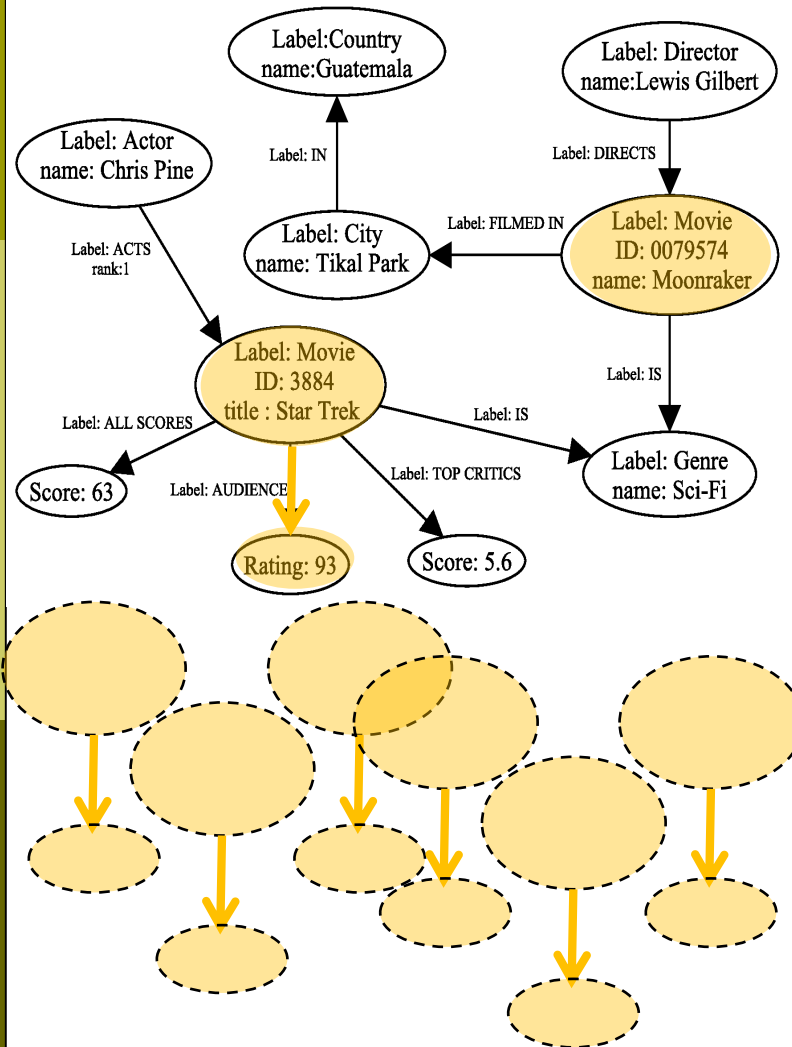 Label:Country
name:Guatemala
Label: Director
name:Lewis Gilbert
Label: Actor
name: Chris Pine
Label: IN
Label: DIRECTS
Label: ACTS
rank:1
Label: City
name: Tikal Park
Label: FILMED IN
Label: Movie
ID: 0079574
name: Moonraker
Label: Movie
ID: 3884
title : Star Trek
Label: IS
Label: ALL SCORES
Label: IS
Label: AUDIENCE
Label: TOP CRITICS
Label: Genre
name: Sci-Fi
Score: 63
Rating: 93
Score: 5.6